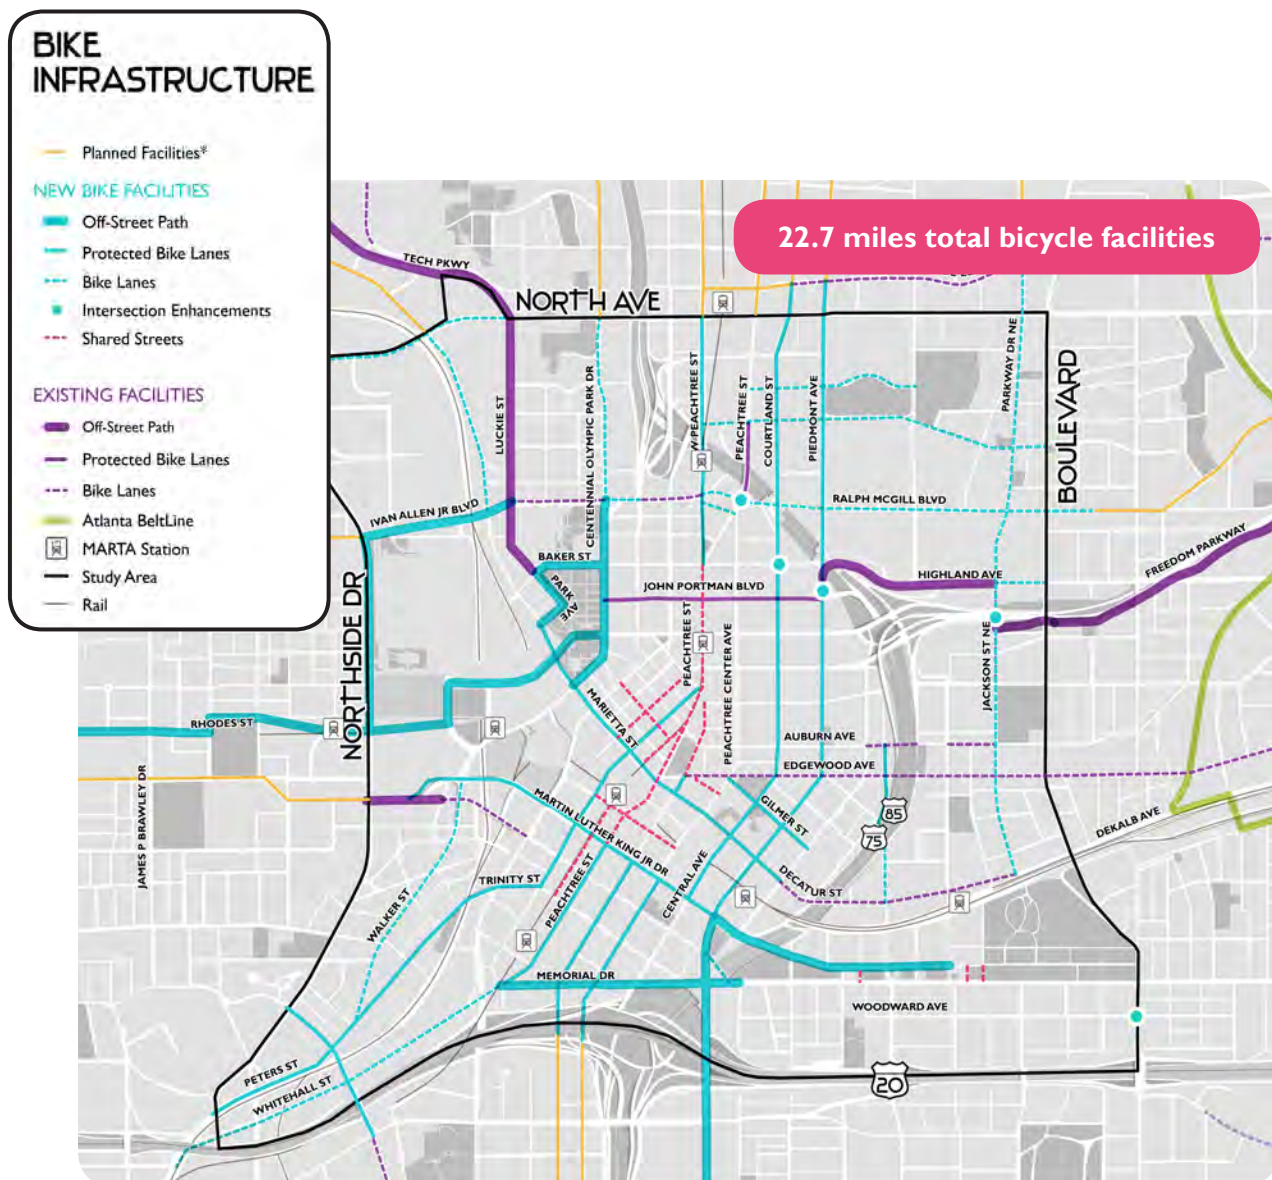 BIKE
INFRASTRUCTURE
Planned Facilities*
NEW BIKE FACILITIES
Off-Street Path
Protected Bike Lanes
Bike Lanes
Intersection Enhancements
Shared Streets
EXISTING FACILITIES
Off-Street Path
Protected Bike Lanes
Bike Lanes
Atlanta BeltLine
MARTA Station
Study Area
Rail
22.7 miles total bicycle facilities
TECH PKWY
NORTH AVE
LUCKIE ST
CENTENNIAL OLYMPIC PARK DR
W PEACHTREE ST
PEACHTREE ST
COURTLAND ST
PIEDMONT AVE
PARKWAY DR NE
BOULEVARD
IVAN ALLEN JR BLVD
RALPH MCGILL BLVD
BAKER ST
PARK AVE
JOHN PORTMAN BLVD
HIGHLAND AVE
FREEDOM PARKWAY
NORTHSIDE DR
PEACHTREE ST
PEACHTREE CENTER AVE
JACKSON ST NE
RHODES ST
MARIETTA ST
AUBURN AVE
EDGEWOOD AVE
JAMES P BRAWLEY DR
MARTIN LUTHER KING JR DR
GILMER ST
85
75
DEKALB AVE
TRINITY ST
PEACHTREE ST
CENTRAL AVE
DECATUR ST
WALKER ST
MEMORIAL DR
WOODWARD AVE
PETERS ST
WHITEHALL ST
20